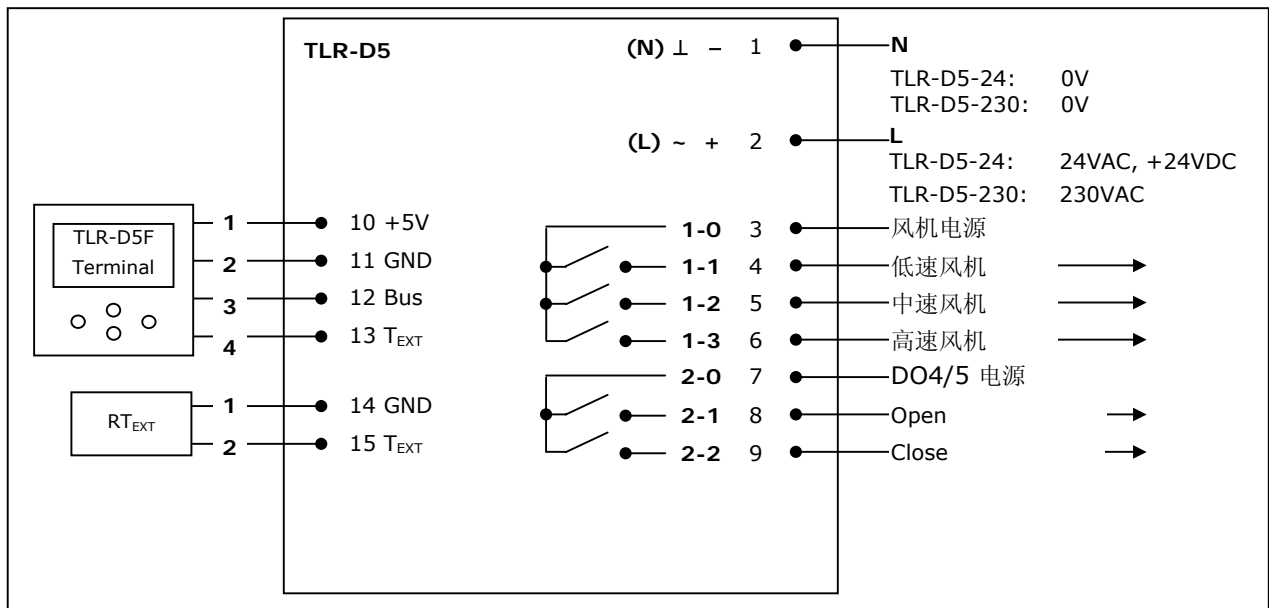 TLR-D5
(N) ⊥ – 1
N
TLR-D5-24: 0V
TLR-D5-230: 0V
(L) ~ + 2
L
TLR-D5-24: 24VAC, +24VDC
TLR-D5-230: 230VAC
TLR-D5F
Terminal
1 10 +5V
2 11 GND
3 12 Bus
4 13 TEXT
RTEXT
1 14 GND
2 15 TEXT
1-0 3 风机电源
1-1 4 低速风机
1-2 5 中速风机
1-3 6 高速风机
2-0 7 DO4/5 电源
2-1 8 Open
2-2 9 Close